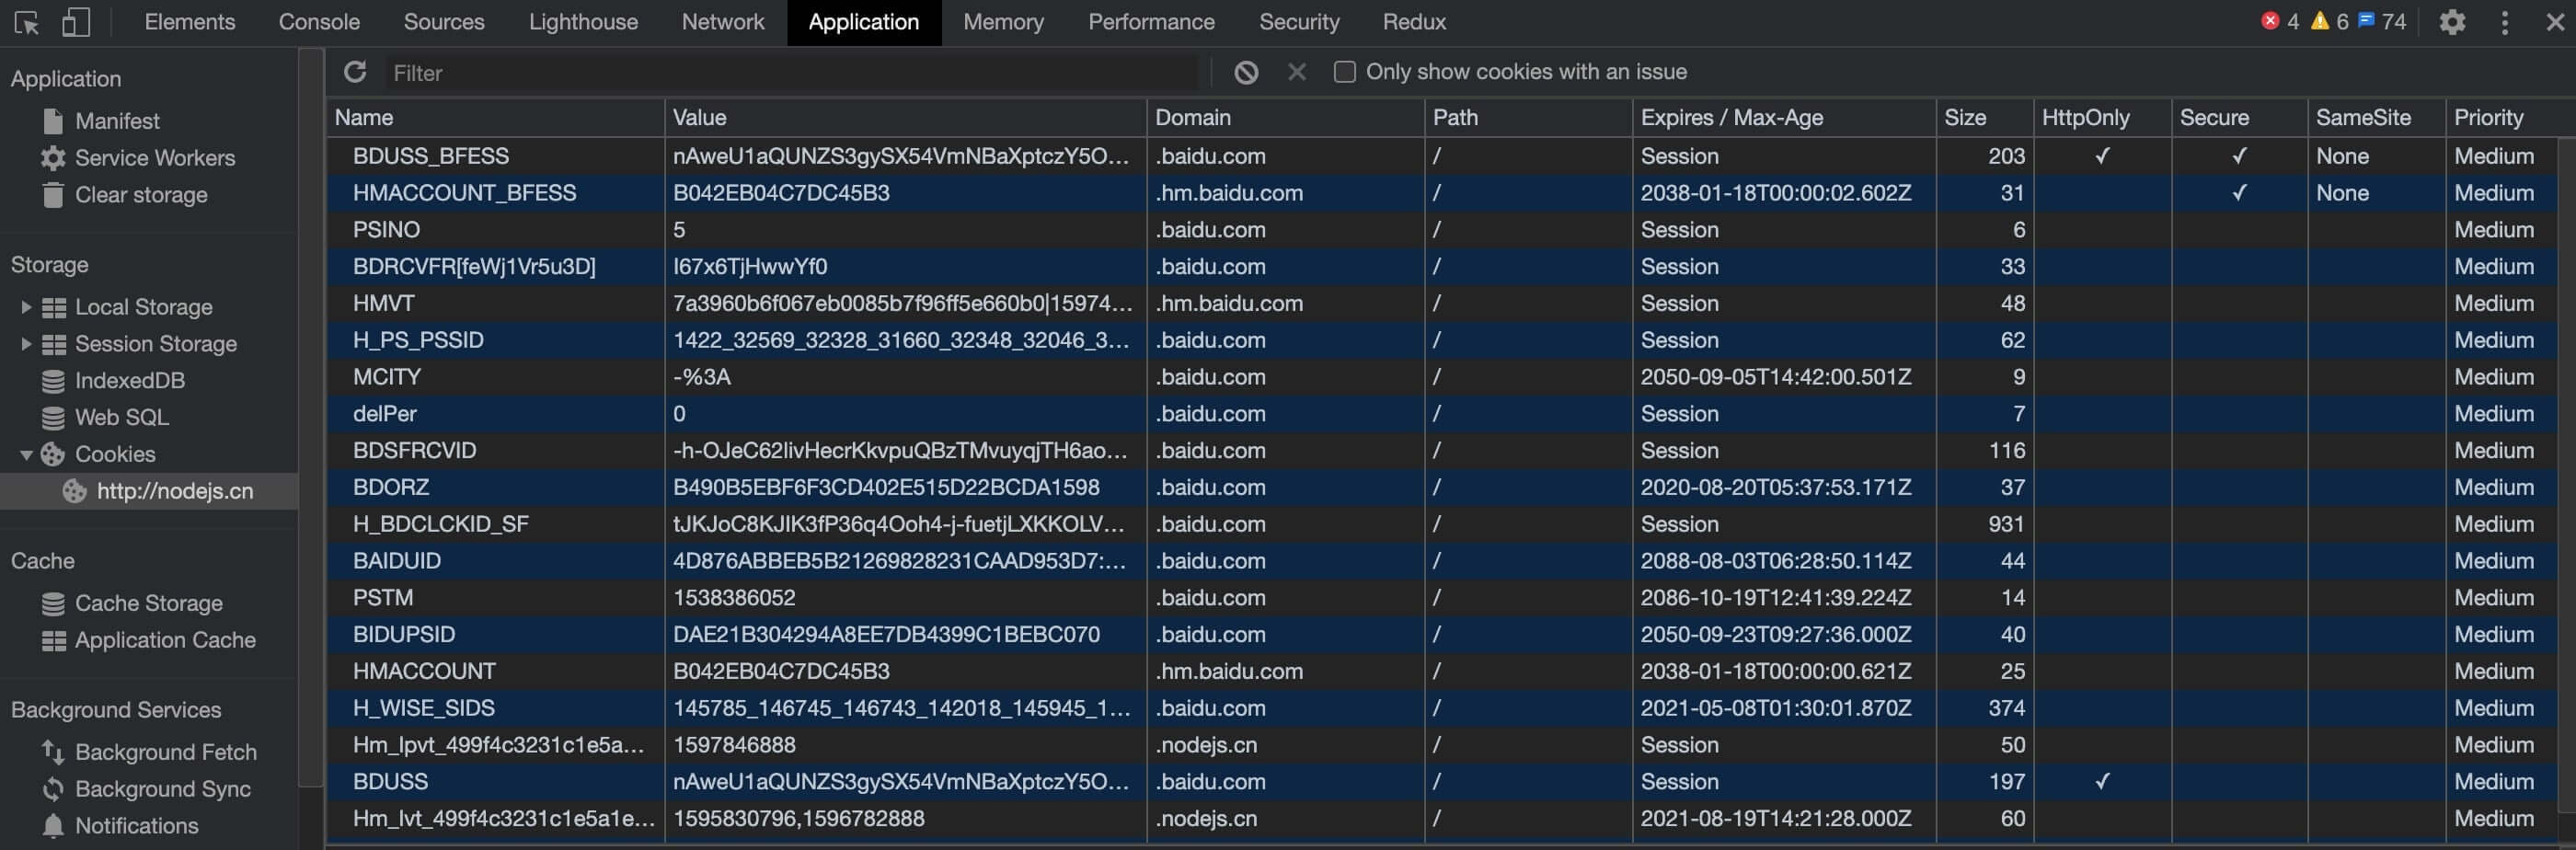 Elements Console Sources Lighthouse Network Application Memory Performance Security Redux 4 6 74
Application
Manifest
Service Workers
Clear storage
Storage
Local Storage
Session Storage
IndexedDB
Web SQL
Cookies
http://nodejs.cn
Cache
Cache Storage
Application Cache
Background Services
Background Fetch
Background Sync
Notifications
Filter Only show cookies with an issue
Name Value Domain Path Expires / Max-Age Size HttpOnly Secure SameSite Priority
BDUSS_BFESS nAweU1aQUNZS3gySX54VmNBaXptczY5O... .baidu.com / Session 203 ✓ ✓ None Medium
HMACCOUNT_BFESS B042EB04C7DC45B3 .hm.baidu.com / 2038-01-18T00:00:02.602Z 31 ✓ None Medium
PSINO 5 .baidu.com / Session 6 Medium
BDRCVFR[feWj1Vr5u3D] I67x6TjHwwYf0 .baidu.com / Session 33 Medium
HMVT 7a3960b6f067eb0085b7f96ff5e660b0|15974... .hm.baidu.com / Session 48 Medium
H_PS_PSSID 1422_32569_32328_31660_32348_32046_3... .baidu.com / Session 62 Medium
MCITY -%3A .baidu.com / 2050-09-05T14:42:00.501Z 9 Medium
delPer 0 .baidu.com / Session 7 Medium
BDSFRCVID -h-OJeC62livHecrKkvpuQBzTMvuyqjTH6ao... .baidu.com / Session 116 Medium
BDORZ B490B5EBF6F3CD402E515D22BCDA1598 .baidu.com / 2020-08-20T05:37:53.171Z 37 Medium
H_BDCLCKID_SF tJKJoC8KJIK3fP36q4Ooh4-j-fuetjLXKKOLV... .baidu.com / Session 931 Medium
BAIDUID 4D876ABBEB5B21269828231CAAD953D7:... .baidu.com / 2088-08-03T06:28:50.114Z 44 Medium
PSTM 1538386052 .baidu.com / 2086-10-19T12:41:39.224Z 14 Medium
BIDUPSID DAE21B304294A8EE7DB4399C1BEBC070 .baidu.com / 2050-09-23T09:27:36.000Z 40 Medium
HMACCOUNT B042EB04C7DC45B3 .hm.baidu.com / 2038-01-18T00:00:00.621Z 25 Medium
H_WISE_SIDS 145785_146745_146743_142018_145945_1... .baidu.com / 2021-05-08T01:30:01.870Z 374 Medium
Hm_lpvt_499f4c3231c1e5a... 1597846888 .nodejs.cn / Session 50 Medium
BDUSS nAweU1aQUNZS3gySX54VmNBaXptczY5O... .baidu.com / Session 197 ✓ Medium
Hm_lvt_499f4c3231c1e5a1e... 1595830796,1596782888 .nodejs.cn / 2021-08-19T14:21:28.000Z 60 Medium